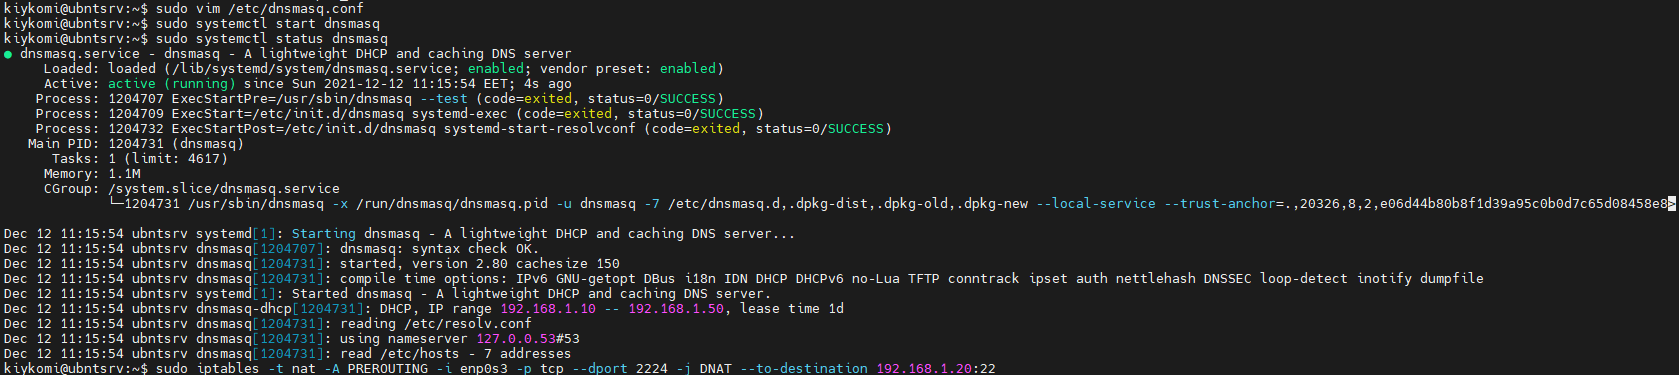 kiykomi@ubntsrv:~$ sudo vim /etc/dnsmasq.conf
kiykomi@ubntsrv:~$ sudo systemctl start dnsmasq
kiykomi@ubntsrv:~$ sudo systemctl status dnsmasq
● dnsmasq.service - dnsmasq - A lightweight DHCP and caching DNS server
Loaded: loaded (/lib/systemd/system/dnsmasq.service; enabled; vendor preset: enabled)
Active: active (running) since Sun 2021-12-12 11:15:54 EET; 4s ago
Process: 1204707 ExecStartPre=/usr/sbin/dnsmasq --test (code=exited, status=0/SUCCESS)
Process: 1204709 ExecStart=/etc/init.d/dnsmasq systemd-exec (code=exited, status=0/SUCCESS)
Process: 1204732 ExecStartPost=/etc/init.d/dnsmasq systemd-start-resolvconf (code=exited, status=0/SUCCESS)
Main PID: 1204731 (dnsmasq)
Tasks: 1 (limit: 4617)
Memory: 1.1M
CGroup: /system.slice/dnsmasq.service
└─1204731 /usr/sbin/dnsmasq -x /run/dnsmasq/dnsmasq.pid -u dnsmasq -7 /etc/dnsmasq.d,.dpkg-dist,.dpkg-old,.dpkg-new --local-service --trust-anchor=.,20326,8,2,e06d44b80b8f1d39a95c0b0d7c65d08458e8>
Dec 12 11:15:54 ubntsrv systemd[1]: Starting dnsmasq - A lightweight DHCP and caching DNS server...
Dec 12 11:15:54 ubntsrv dnsmasq[1204707]: dnsmasq: syntax check OK.
Dec 12 11:15:54 ubntsrv dnsmasq[1204731]: started, version 2.80 cachesize 150
Dec 12 11:15:54 ubntsrv dnsmasq[1204731]: compile time options: IPv6 GNU-getopt DBus i18n IDN DHCP DHCPv6 no-Lua TFTP conntrack ipset auth nettlehash DNSSEC loop-detect inotify dumpfile
Dec 12 11:15:54 ubntsrv systemd[1]: Started dnsmasq - A lightweight DHCP and caching DNS server.
Dec 12 11:15:54 ubntsrv dnsmasq-dhcp[1204731]: DHCP, IP range 192.168.1.10 -- 192.168.1.50, lease time 1d
Dec 12 11:15:54 ubntsrv dnsmasq[1204731]: reading /etc/resolv.conf
Dec 12 11:15:54 ubntsrv dnsmasq[1204731]: using nameserver 127.0.0.53#53
Dec 12 11:15:54 ubntsrv dnsmasq[1204731]: read /etc/hosts - 7 addresses
kiykomi@ubntsrv:~$ sudo iptables -t nat -A PREROUTING -i enp0s3 -p tcp --dport 2224 -j DNAT --to-destination 192.168.1.20:22